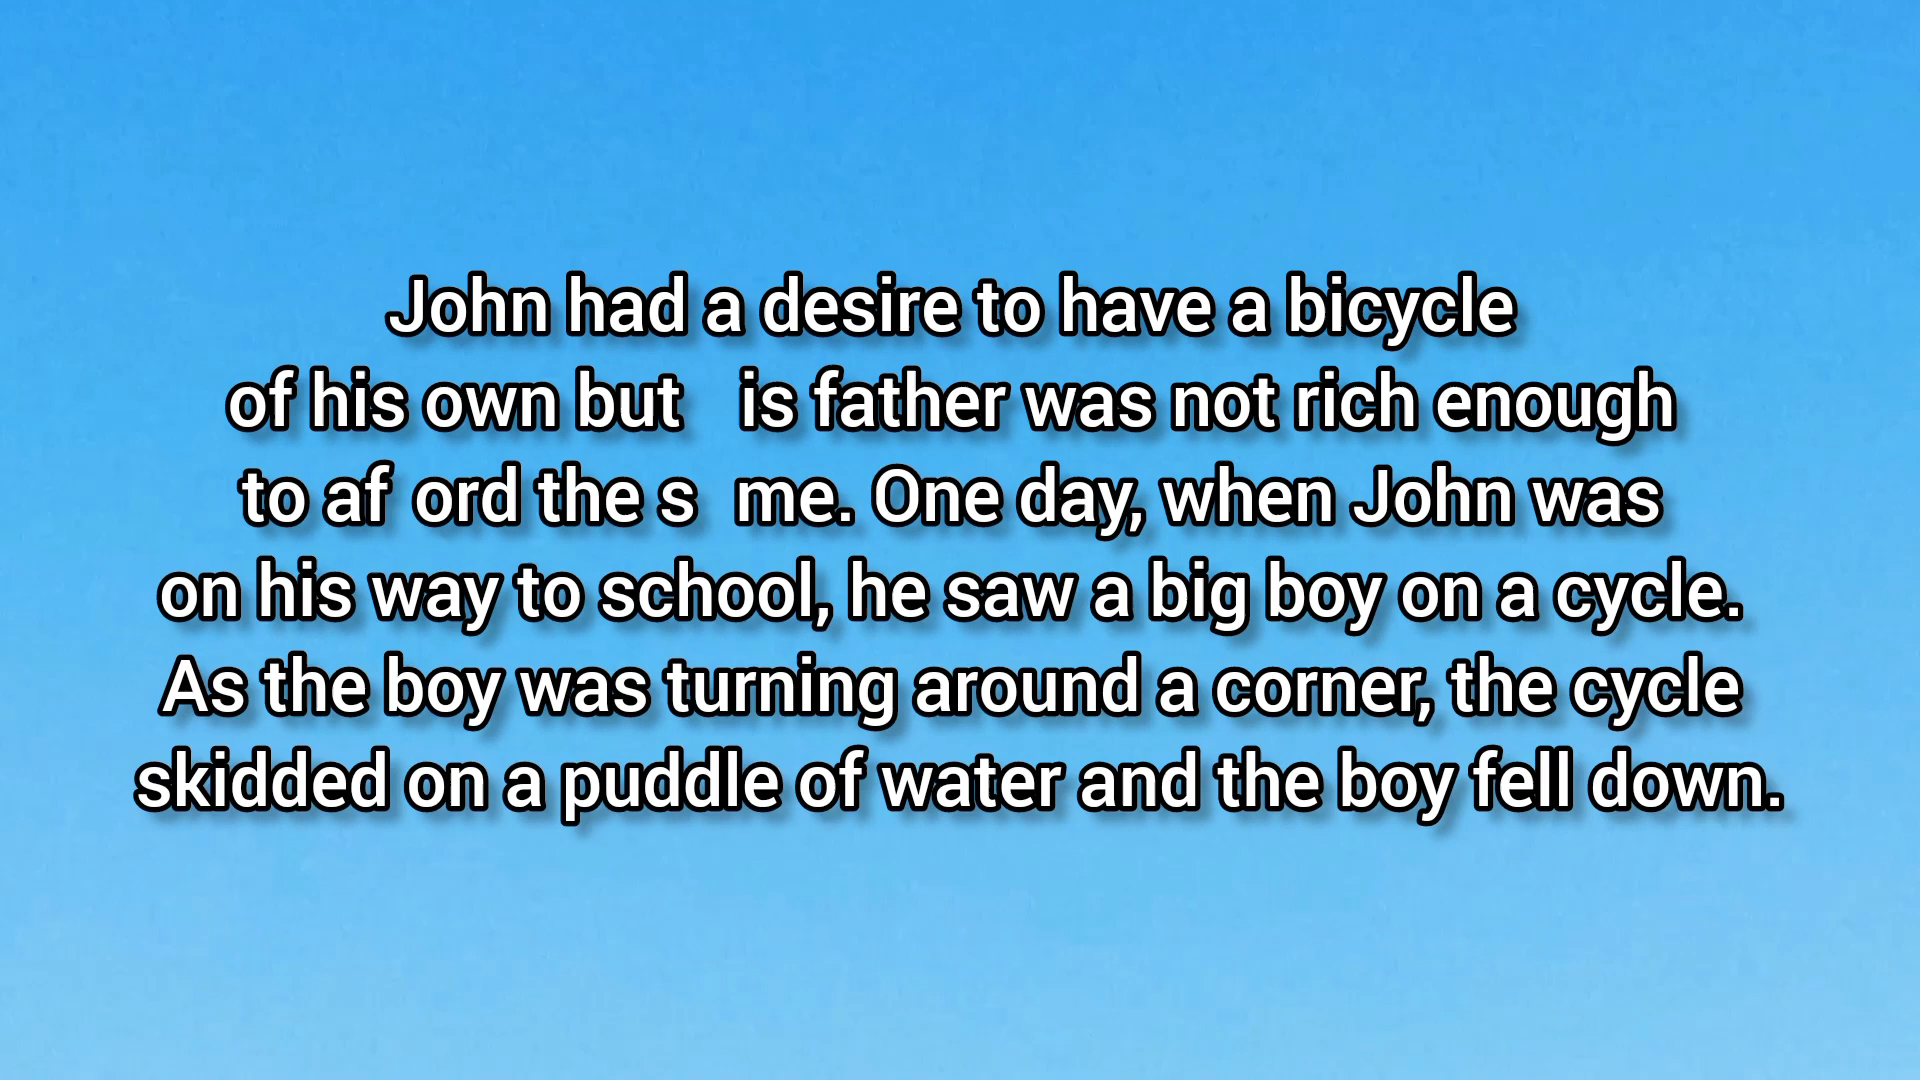 John had a desire to have a bicycle
of his own but is father was not rich enough
to af ord the s me. One day, when John was
on his way to school, he saw a big boy on a cycle.
As the boy was turning around a corner, the cycle
skidded on a puddle of water and the boy fell down.